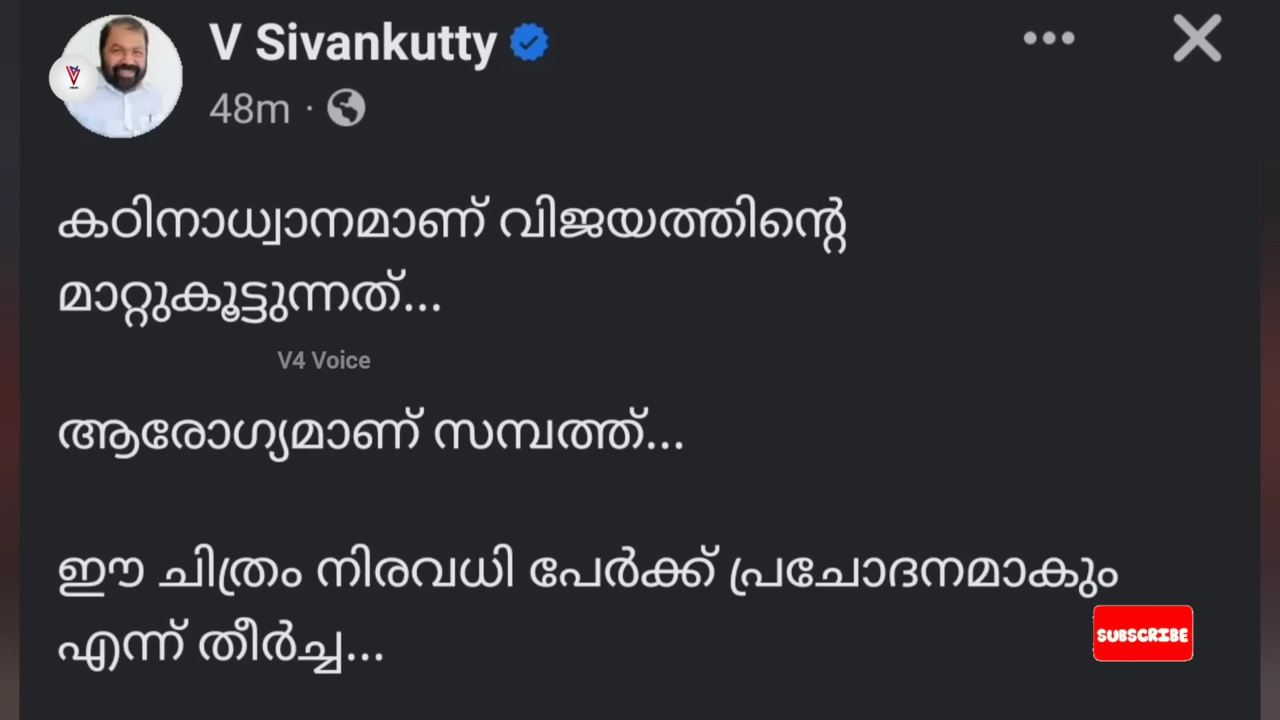 V Sivankutty
48m ·
കഠിനാധ്വാനമാണ് വിജയത്തിന്റെ
മാറ്റുകൂട്ടുന്നത്...
V4 Voice
ആരോഗ്യമാണ് സമ്പത്ത്...
ഈ ചിത്രം നിരവധി പേർക്ക് പ്രചോദനമാകും
എന്ന് തീർച്ച...
SUBSCRIBE